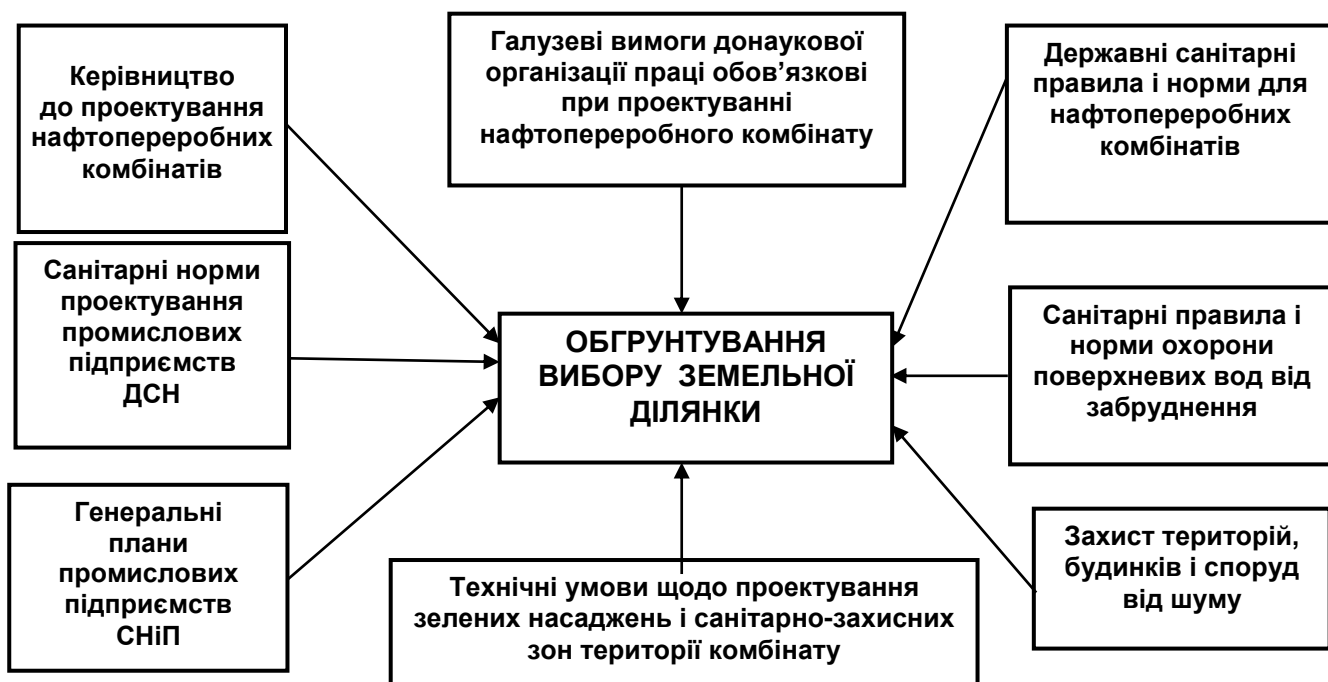 Керівництво
до проектування
нафтопереробних
комбінатів
Галузеві вимоги донаукової
організації праці обов’язкові
при проектуванні
нафтопереробного комбінату
Державні санітарні
правила і норми для
нафтопереробних
комбінатів
Санітарні норми
проектування
промислових
підприємств
ДСН
ОБГРУНТУВАННЯ
ВИБОРУ ЗЕМЕЛЬНОЇ
ДІЛЯНКИ
Санітарні правила і
норми охорони
поверхневих вод від
забруднення
Генеральні
плани
промислових
підприємств
СНіП
Технічні умови щодо проектування
зелених насаджень і санітарно-захисних
зон території комбінату
Захист територій,
будинків і споруд
від шуму